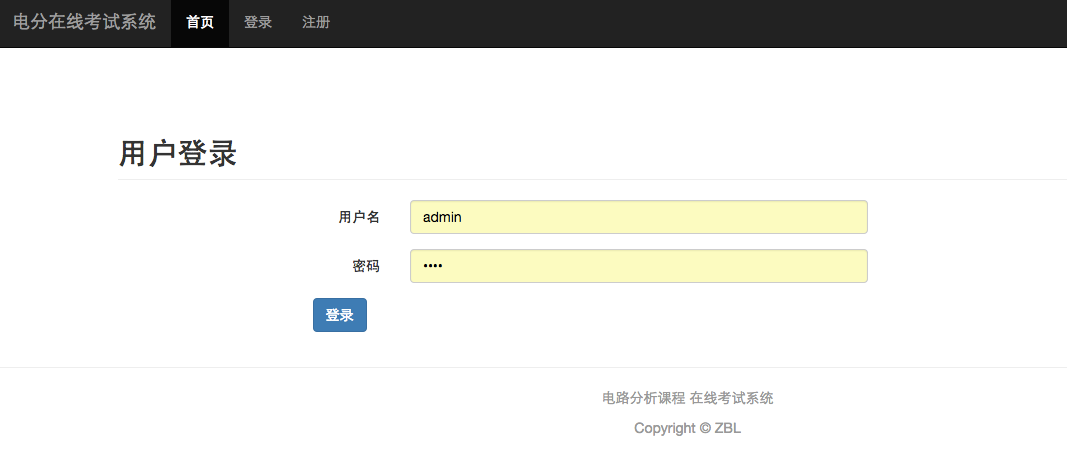 电分在线考试系统 首页 登录 注册
用户登录
用户名 admin
密码 ••••
登录
电路分析课程 在线考试系统
Copyright © ZBL